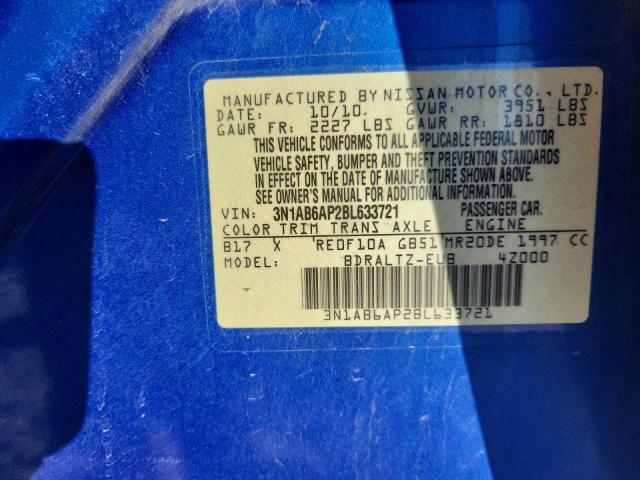 MANUFACTURED BY NISSAN MOTOR CO., LTD.
DATE: 10/10. GVWR: 3951 LBS
GAWR FR: 2227 LBS GAWR RR: 1810 LBS
THIS VEHICLE CONFORMS TO ALL APPLICABLE FEDERAL MOTOR
VEHICLE SAFETY, BUMPER AND THEFT PREVENTION STANDARDS
IN EFFECT ON THE DATE OF MANUFACTURE SHOWN ABOVE.
SEE OWNER'S MANUAL FOR ADDITIONAL INFORMATION.
VIN: 3N1AB6AP2BL633721 PASSENGER CAR.
COLOR TRIM TRANS AXLE ENGINE
B17 X RE0F10A GB51 MR20DE 1997 CC
MODEL: BDRALTZ-EUB 4Z000
3N1AB6AP2BL633721